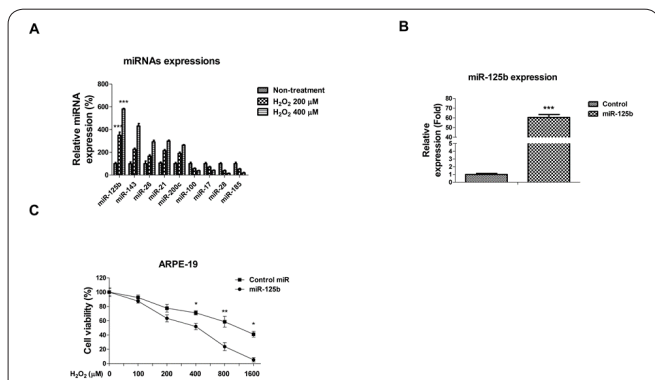 A
miRNAs expressions
Relative miRNA
expression (%)
800
600
400
200
0
***
***
Non-treatment
H₂O₂ 200 μM
H₂O₂ 400 μM
miR-125b
miR-143
miR-26
miR-21
miR-200c
miR-100
miR-17
miR-28
miR-185
B
miR-125b expression
Relative
expression (Fold)
90
80
70
60
50
40
30
5
4
3
2
1
0
***
Control
miR-125b
C
ARPE-19
Cell viability (%)
120
100
80
60
40
20
0
*
**
*
Control miR
miR-125b
H₂O₂ (μM) 0 100 200 400 800 1600